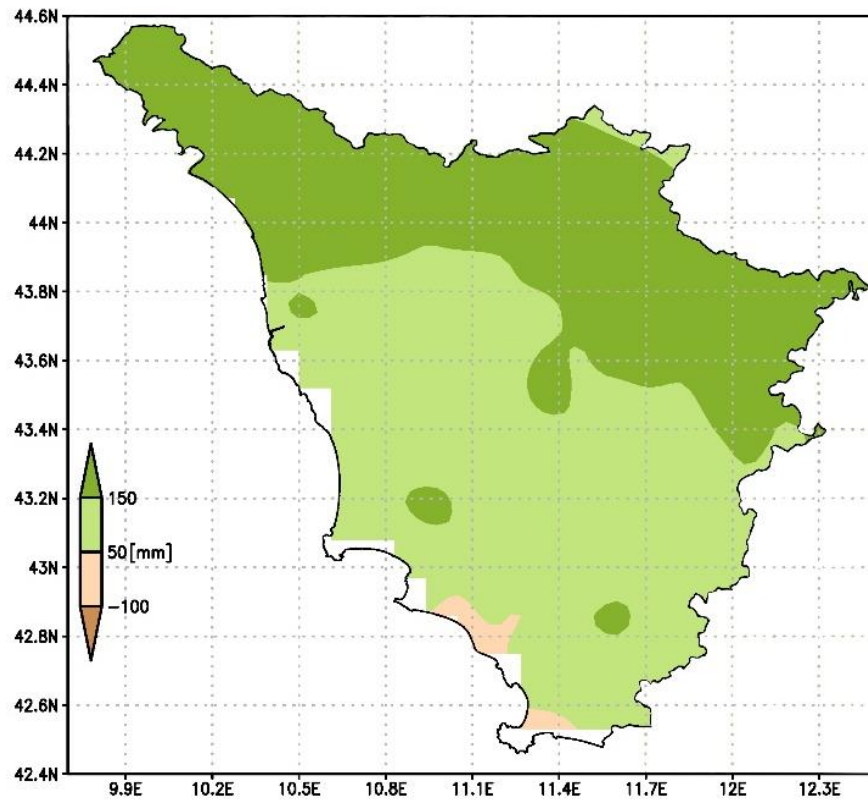 44.6N
44.4N
44.2N
44N
43.8N
43.6N
43.4N
43.2N
43N
42.8N
42.6N
42.4N
150
50[mm]
-100
9.9E 10.2E 10.5E 10.8E 11.1E 11.4E 11.7E 12E 12.3E